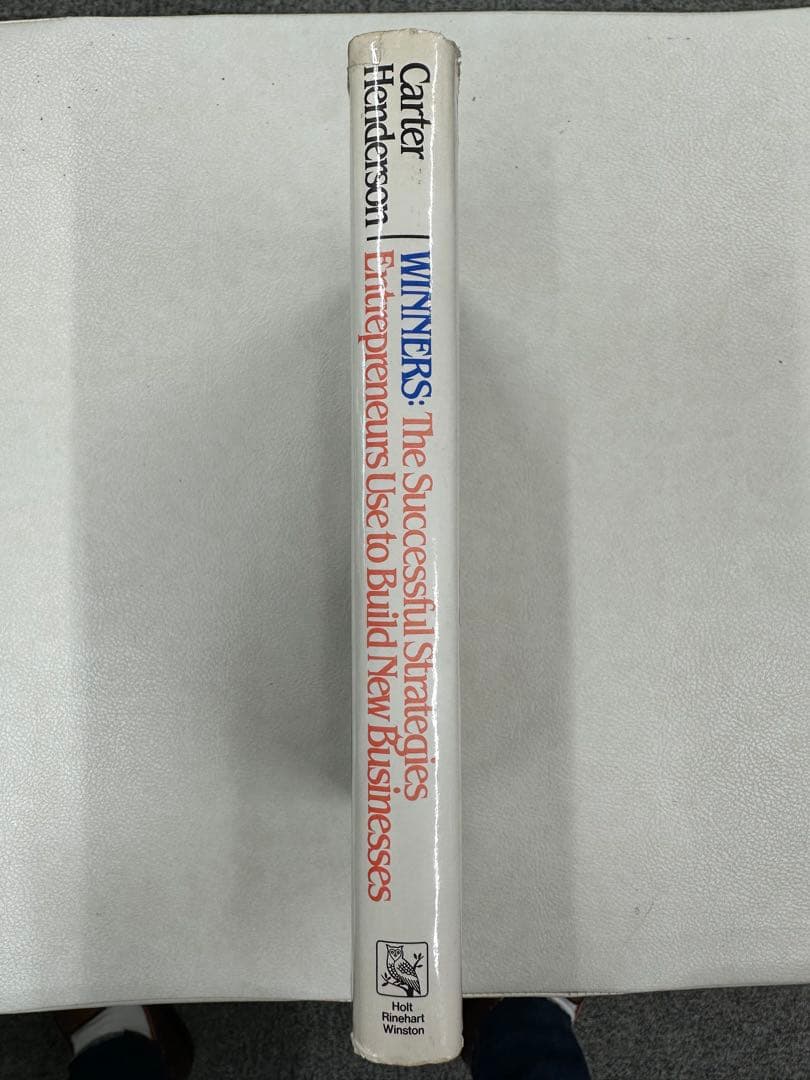 Carter
Henderson
WINNERS: The Successful Strategies
Entrepreneurs Use to Build New Businesses
Holt
Rinehart
Winston